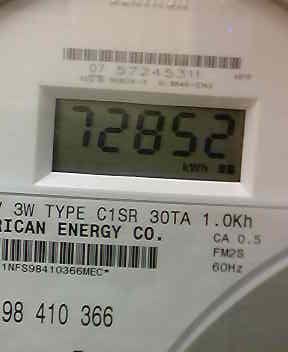 07 57245311
72852
kWh
3W TYPE C1SR 30TA 1.0Kh
RICAN ENERGY CO.
CA 0.5
FM2S
60Hz
1NFS98410366MEC*
98 410 366